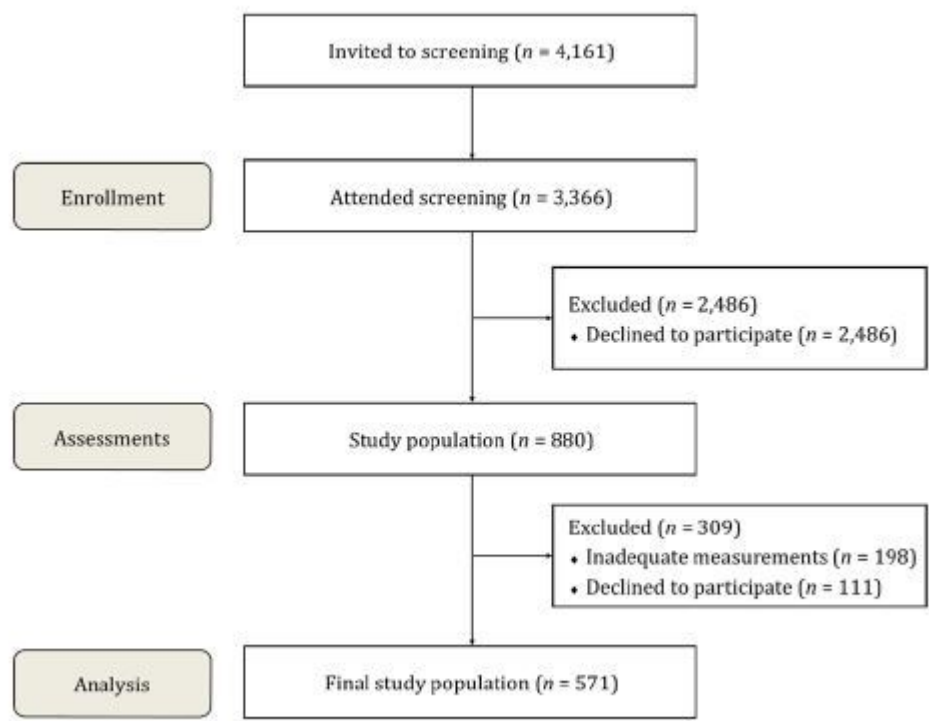 Invited to screening (n = 4,161)
Enrollment
Attended screening (n = 3,366)
Excluded (n = 2,486)
⬩ Declined to participate (n = 2,486)
Assessments
Study population (n = 880)
Excluded (n = 309)
⬩ Inadequate measurements (n = 198)
⬩ Declined to participate (n = 111)
Analysis
Final study population (n = 571)